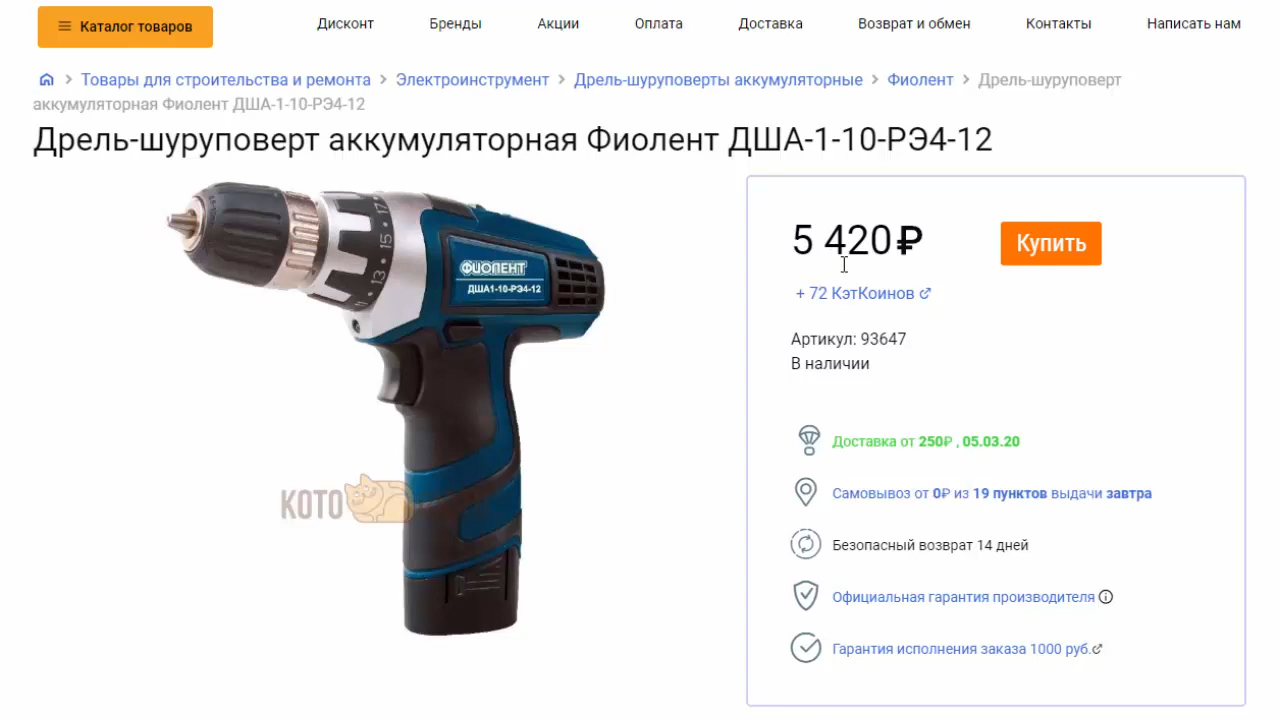 Каталог товаров
Дисконт
Бренды
Акции
Оплата
Доставка
Возврат и обмен
Контакты
Написать нам
Товары для строительства и ремонта > Электроинструмент > Дрель-шуруповерты аккумуляторные > Фиолент > Дрель-шуруповерт
аккумуляторная Фиолент ДША-1-10-РЭ4-12
Дрель-шуруповерт аккумуляторная Фиолент ДША-1-10-РЭ4-12
17
15
13
11
ФИОЛЕНТ
ДША1-10-РЭ4-12
КОТО
5 420 ₽
Купить
+ 72 КэтКоинов
Артикул: 93647
В наличии
Доставка от 250₽ , 05.03.20
Самовывоз от 0₽ из 19 пунктов выдачи завтра
Безопасный возврат 14 дней
Официальная гарантия производителя
Гарантия исполнения заказа 1000 руб.